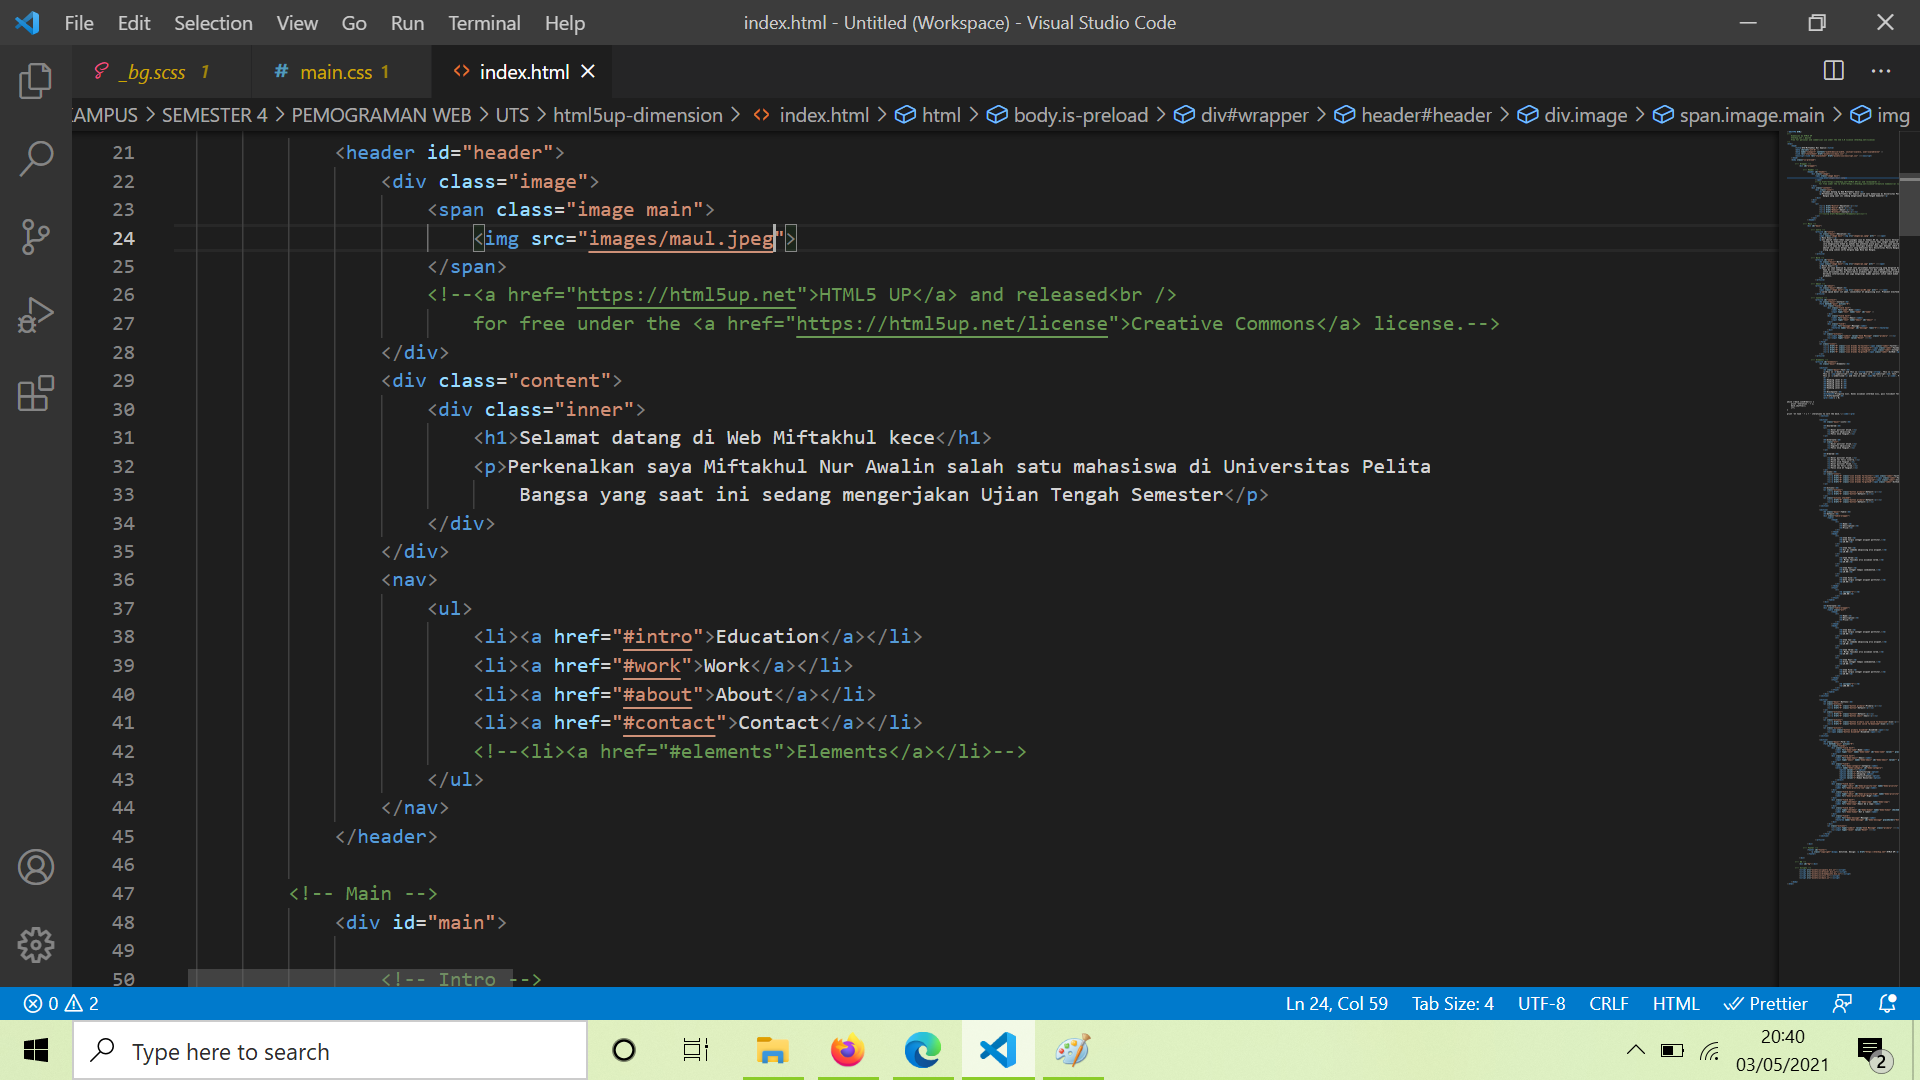 File Edit Selection View Go Run Terminal Help index.html - Untitled (Workspace) - Visual Studio Code
_bg.scss 1 # main.css 1 <> index.html
AMPUS > SEMESTER 4 > PEMOGRAMAN WEB > UTS > html5up-dimension > <> index.html > html > body.is-preload > div#wrapper > header#header > div.image > span.image.main > img
21 <header id="header">
22 <div class="image">
23 <span class="image main">
24 <img src="images/maul.jpeg">
25 </span>
26 <!--<a href="https://html5up.net">HTML5 UP</a> and released<br />
27 for free under the <a href="https://html5up.net/license">Creative Commons</a> license.-->
28 </div>
29 <div class="content">
30 <div class="inner">
31 <h1>Selamat datang di Web Miftakhul kece</h1>
32 <p>Perkenalkan saya Miftakhul Nur Awalin salah satu mahasiswa di Universitas Pelita
33 Bangsa yang saat ini sedang mengerjakan Ujian Tengah Semester</p>
34 </div>
35 </div>
36 <nav>
37 <ul>
38 <li><a href="#intro">Education</a></li>
39 <li><a href="#work">Work</a></li>
40 <li><a href="#about">About</a></li>
41 <li><a href="#contact">Contact</a></li>
42 <!--<li><a href="#elements">Elements</a></li>-->
43 </ul>
44 </nav>
45 </header>
46
47 <!-- Main -->
48 <div id="main">
49
50 <!-- Intro -->
0 2 Ln 24, Col 59 Tab Size: 4 UTF-8 CRLF HTML Prettier
Type here to search
20:40
03/05/2021
2